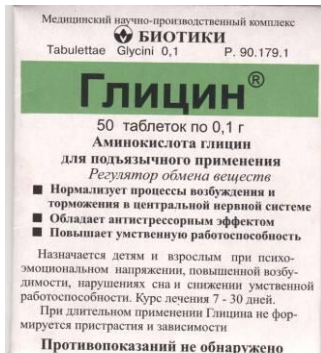 Медицинский научно-производственный комплекс
БИОТИКИ
Tabulettae Glycini 0,1 P. 90.179.1
Глицин®
50 таблеток по 0,1 г
Аминокислота глицин
для подъязычного применения
Регулятор обмена веществ
■ Нормализует процессы возбуждения и
торможения в центральной нервной системе
■ Обладает антистрессорным эффектом
■ Повышает умственную работоспособность
Назначается детям и взрослым при психо-
эмоциональном напряжении, повышенной возбу-
димости, нарушениях сна и снижении умственной
работоспособности. Курс лечения 7 - 30 дней.
При длительном применении Глицина не фор-
мируется пристрастия и зависимости
Противопоказаний не обнаружено